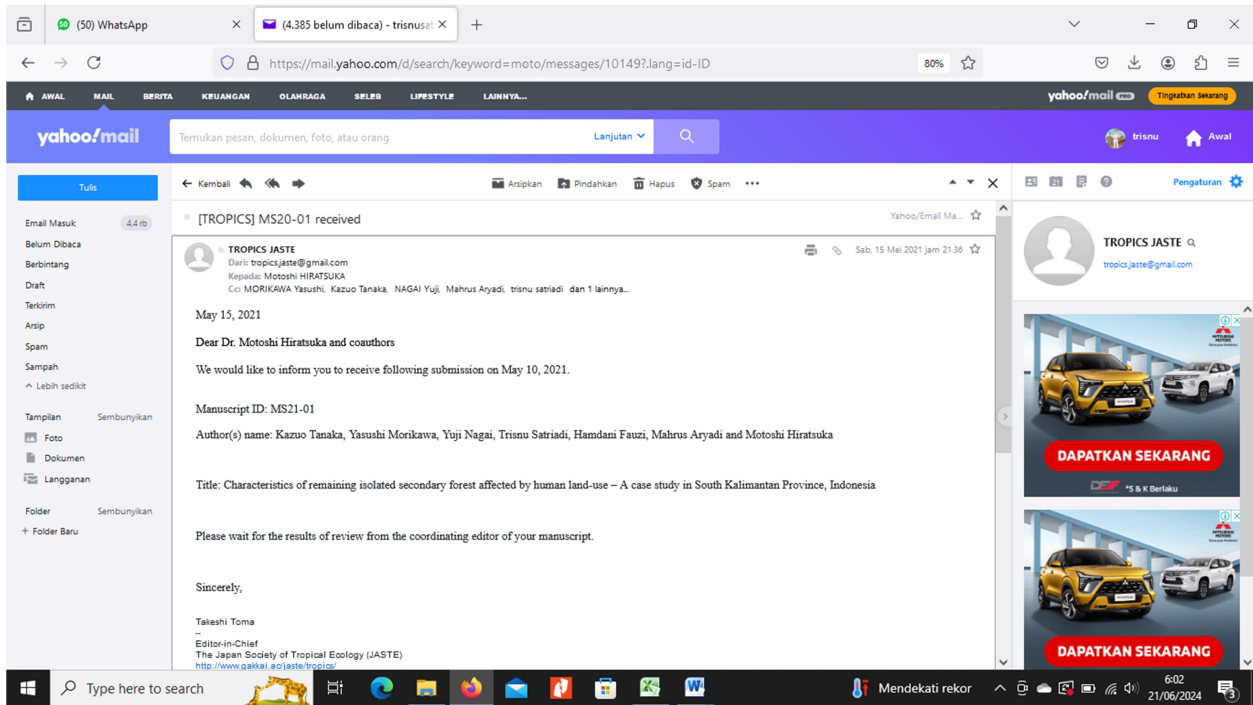 (50) WhatsApp
(4.385 belum dibaca) - trisnusat
https://mail.yahoo.com/d/search/keyword=moto/messages/10149?.lang=id-ID
80%
AWAL MAIL BERITA KEUANGAN OLAHRAGA SELEB LIFESTYLE LAINNYA...
yahoo!mail PRO Tingkatkan Sekarang
yahoo!mail
Temukan pesan, dokumen, foto, atau orang
Lanjutan
trisnu
Awal
Tulis
Email Masuk 4,4 rb
Belum Dibaca
Berbintang
Draft
Terkirim
Arsip
Spam
Sampah
Lebih sedikit
Tampilan Sembunyikan
Foto
Dokumen
Langganan
Folder Sembunyikan
+ Folder Baru
Kembali
Arsipkan Pindahkan Hapus Spam
[TROPICS] MS20-01 received
Yahoo/Email Ma...
TROPICS JASTE
Dari: tropics.jaste@gmail.com
Kepada: Motoshi HIRATSUKA
Cc: MORIKAWA Yasushi, Kazuo Tanaka, NAGAI Yuji, Mahrus Aryadi, trisnu satriadi dan 1 lainnya...
Sab, 15 Mei 2021 jam 21.36
May 15, 2021
Dear Dr. Motoshi Hiratsuka and coauthors
We would like to inform you to receive following submission on May 10, 2021.
Manuscript ID: MS21-01
Author(s) name: Kazuo Tanaka, Yasushi Morikawa, Yuji Nagai, Trisnu Satriadi, Hamdani Fauzi, Mahrus Aryadi and Motoshi Hiratsuka
Title: Characteristics of remaining isolated secondary forest affected by human land-use – A case study in South Kalimantan Province, Indonesia
Please wait for the results of review from the coordinating editor of your manuscript.
Sincerely,
Takeshi Toma
--
Editor-in-Chief
The Japan Society of Tropical Ecology (JASTE)
http://www.gakkai.ac/jaste/tropics/
Pengaturan
TROPICS JASTE
tropics.jaste@gmail.com
DAPATKAN SEKARANG
*S & K Berlaku
DAPATKAN SEKARANG
Type here to search
Mendekati rekor
6:02
21/06/2024
3